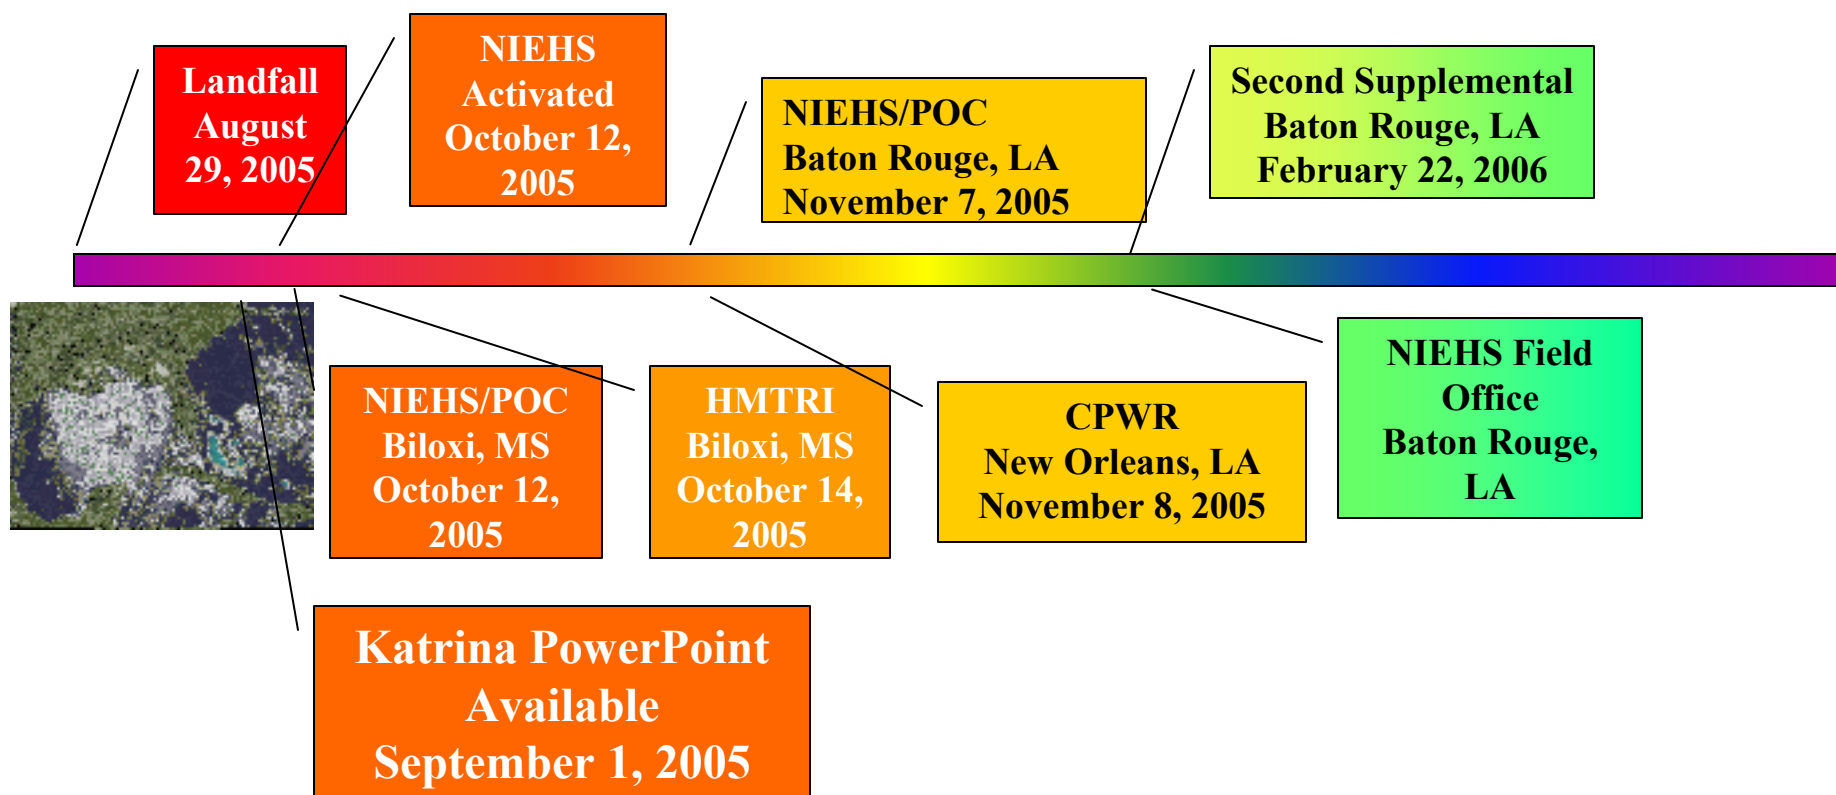 Landfall
August
29, 2005
NIEHS
Activated
October 12,
2005
NIEHS/POC
Baton Rouge, LA
November 7, 2005
Second Supplemental
Baton Rouge, LA
February 22, 2006
NIEHS/POC
Biloxi, MS
October 12,
2005
HMTRI
Biloxi, MS
October 14,
2005
CPWR
New Orleans, LA
November 8, 2005
NIEHS Field
Office
Baton Rouge,
LA
Katrina PowerPoint
Available
September 1, 2005